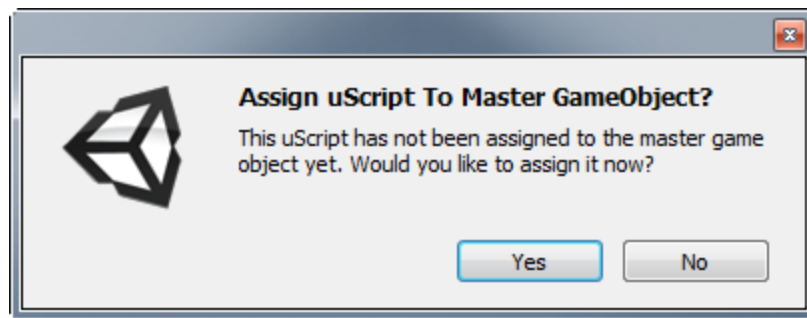 Assign uScript To Master GameObject?
This uScript has not been assigned to the master game
object yet. Would you like to assign it now?
Yes No